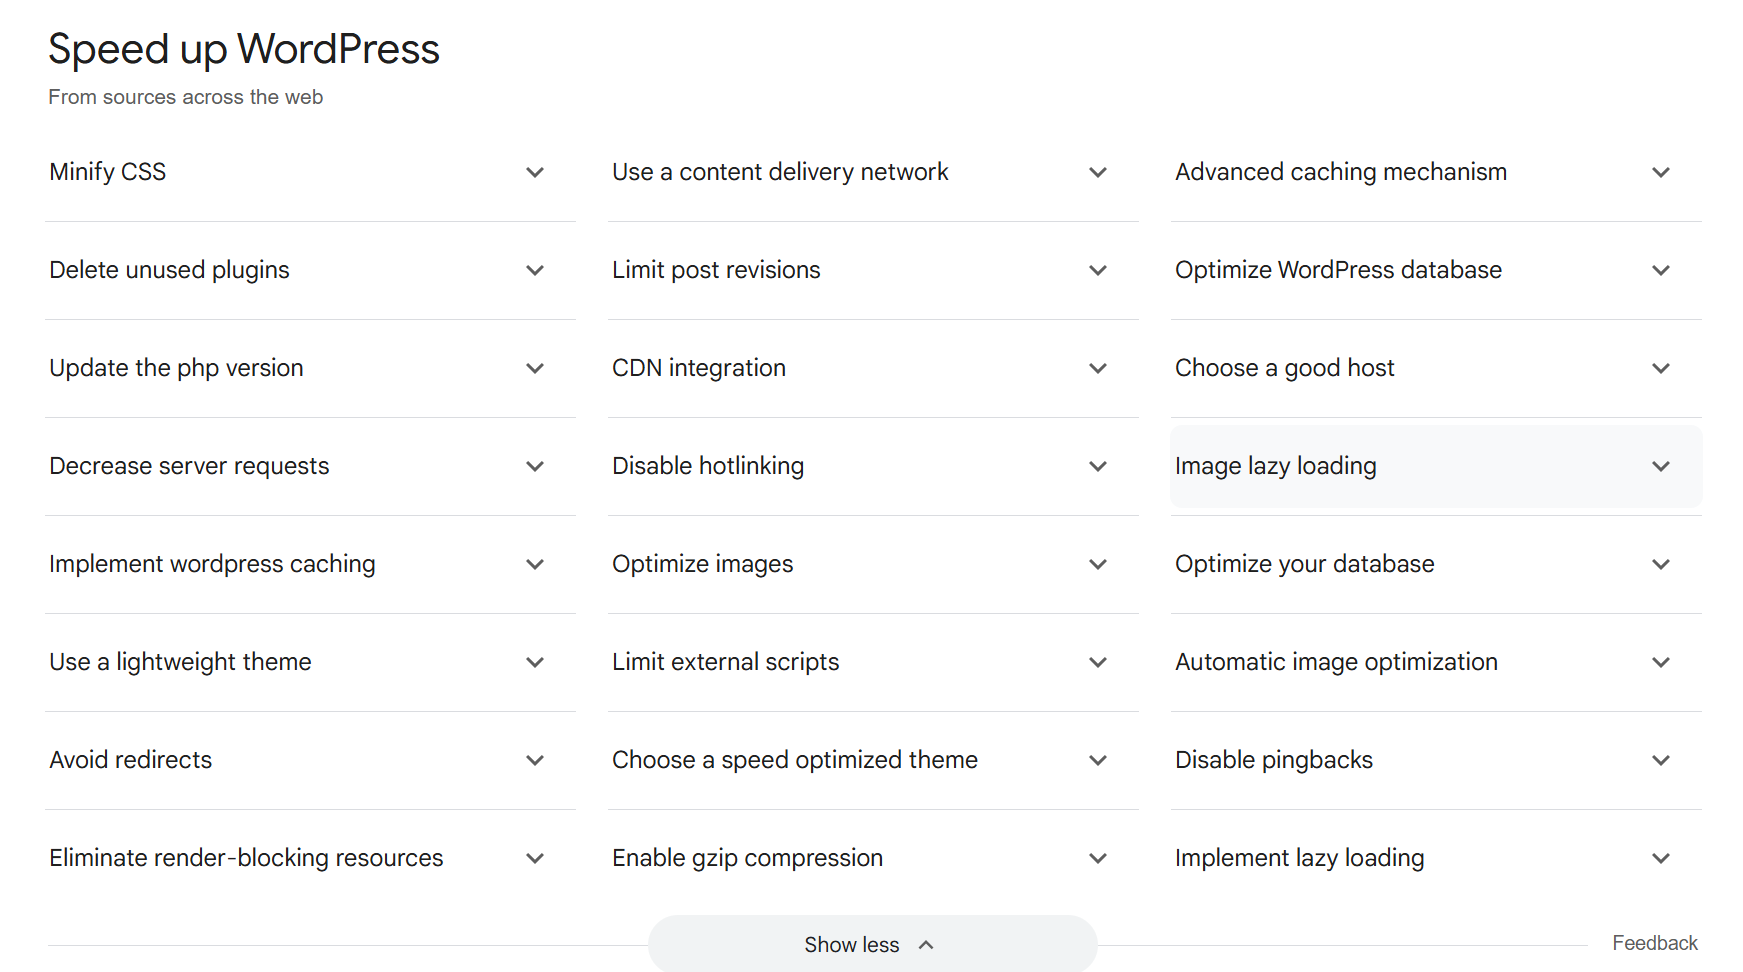 Speed up WordPress
From sources across the web
Minify CSS
Use a content delivery network
Advanced caching mechanism
Delete unused plugins
Limit post revisions
Optimize WordPress database
Update the php version
CDN integration
Choose a good host
Decrease server requests
Disable hotlinking
Image lazy loading
Implement wordpress caching
Optimize images
Optimize your database
Use a lightweight theme
Limit external scripts
Automatic image optimization
Avoid redirects
Choose a speed optimized theme
Disable pingbacks
Eliminate render-blocking resources
Enable gzip compression
Implement lazy loading
Show less
Feedback